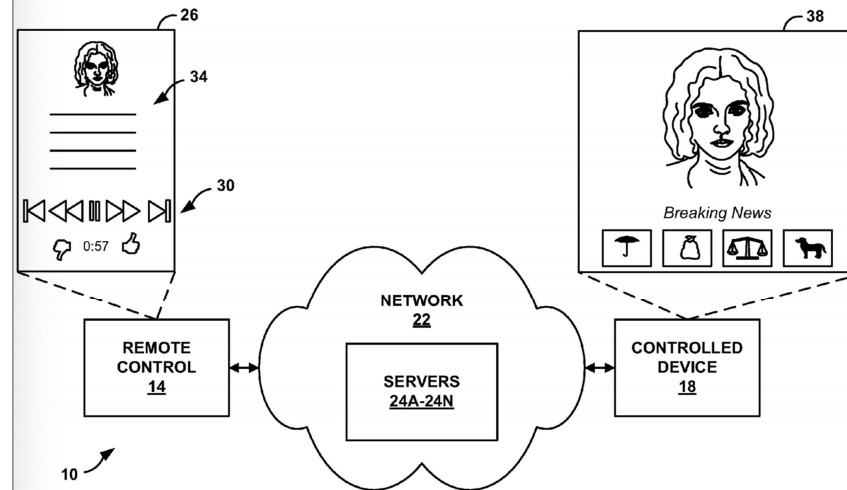 26
34
30
0:57
38
Breaking News
NETWORK
22
SERVERS
24A-24N
REMOTE
CONTROL
14
CONTROLLED
DEVICE
18
10